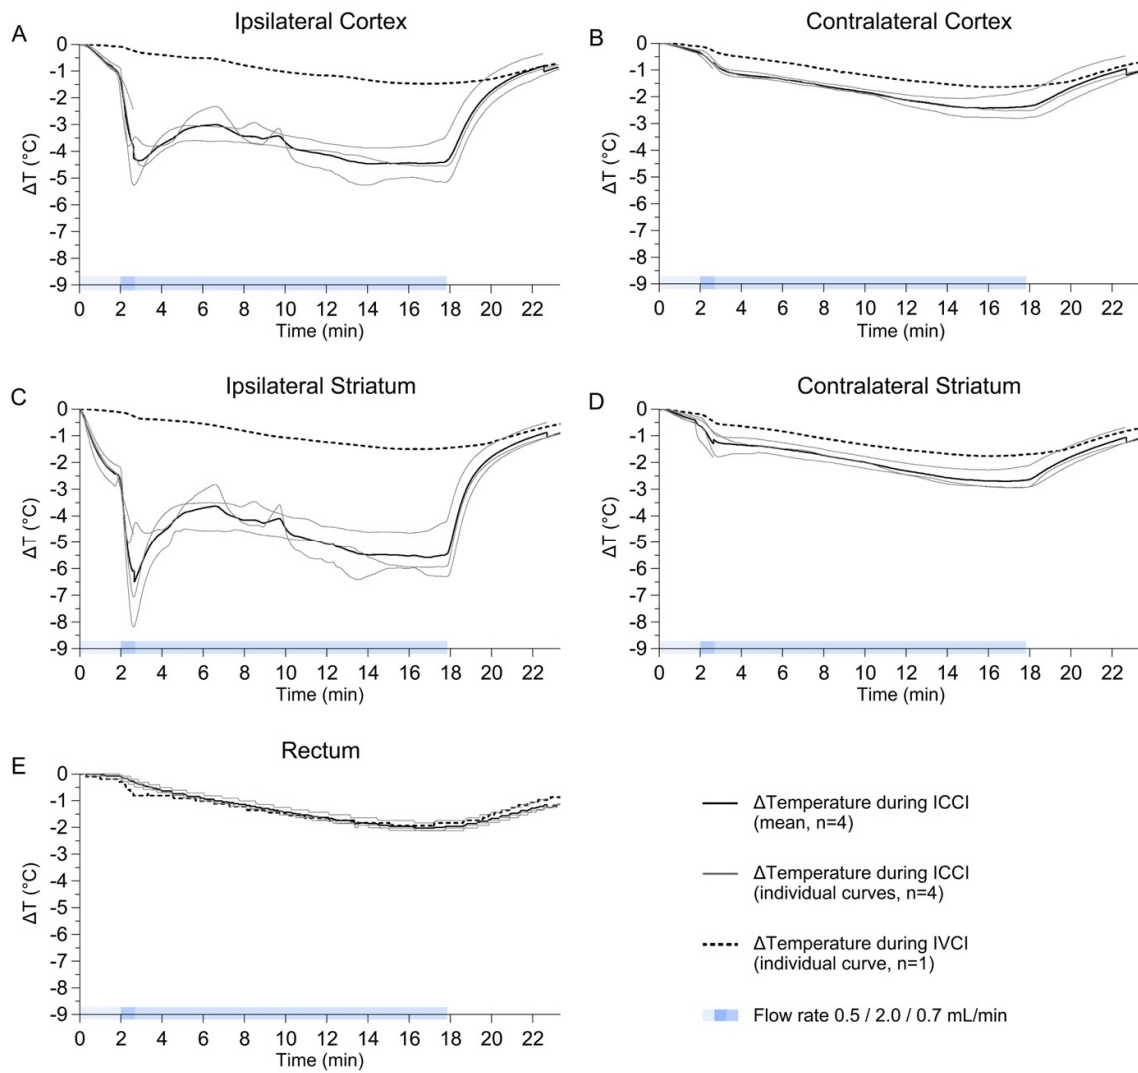 A
Ipsilateral Cortex
0
-1
-2
-3
-4
-5
-6
-7
-8
-9
ΔT (°C)
0 2 4 6 8 10 12 14 16 18 20 22
Time (min)
B
Contralateral Cortex
0
-1
-2
-3
-4
-5
-6
-7
-8
-9
ΔT (°C)
0 2 4 6 8 10 12 14 16 18 22
Time (min)
C
Ipsilateral Striatum
0
-1
-2
-3
-4
-5
-6
-7
-8
-9
ΔT (°C)
0 2 4 6 8 10 12 14 16 18 20 22
Time (min)
D
Contralateral Striatum
0
-1
-2
-3
-4
-5
-6
-7
-8
-9
ΔT (°C)
0 2 4 6 8 10 12 14 16 18 22
Time (min)
E
Rectum
0
-1
-2
-3
-4
-5
-6
-7
-8
-9
ΔT (°C)
0 2 4 6 8 10 12 14 16 18 20 22
Time (min)
ΔTemperature during ICCI
(mean, n=4)
ΔTemperature during ICCI
(individual curves, n=4)
ΔTemperature during IVCI
(individual curve, n=1)
Flow rate 0.5 / 2.0 / 0.7 mL/min